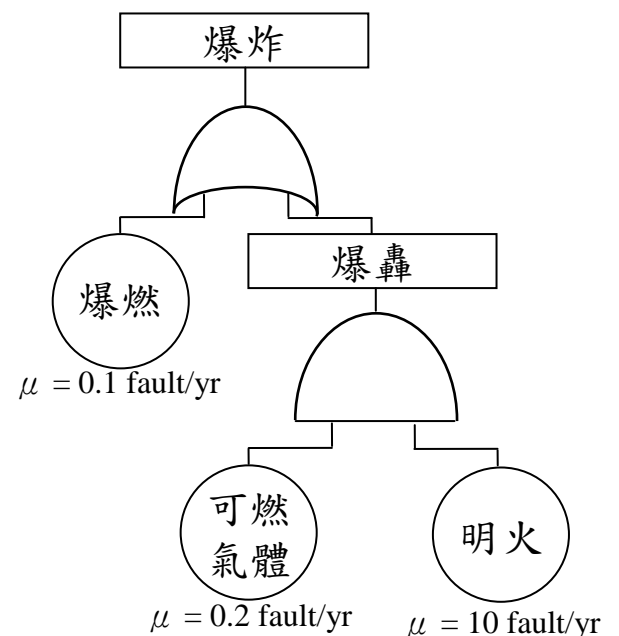 爆炸
爆燃
爆轟
μ = 0.1 fault/yr
可燃
氣體
明火
μ = 0.2 fault/yr
μ = 10 fault/yr